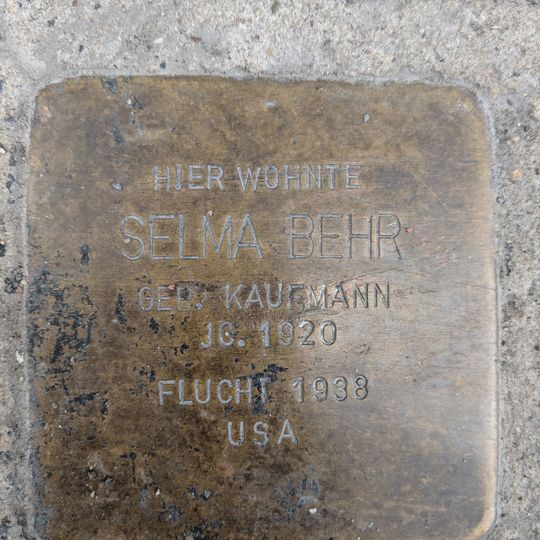 HIER WOHNTE
SELMA BEHR
GEB. KAUFMANN
JG. 1920
FLUCHT 1938
USA